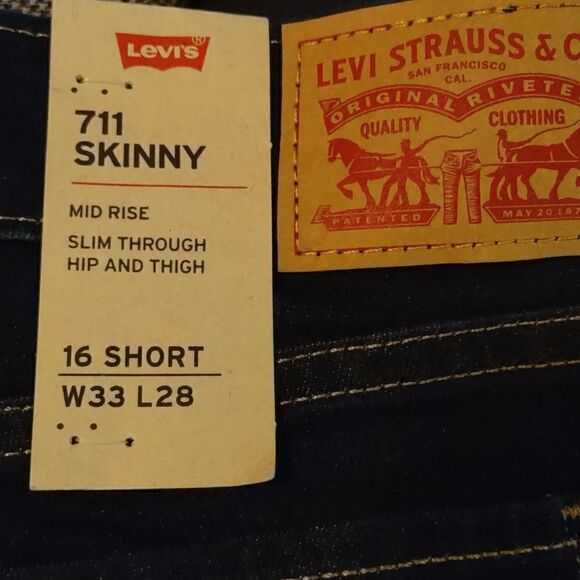 Levi's®
711
SKINNY
MID RISE
SLIM THROUGH
HIP AND THIGH
16 SHORT
W33 L28
LEVI STRAUSS & C
SAN FRANCISCO
CAL.
ORIGINAL RIVETE
QUALITY CLOTHING
PATENTED MAY 20 18